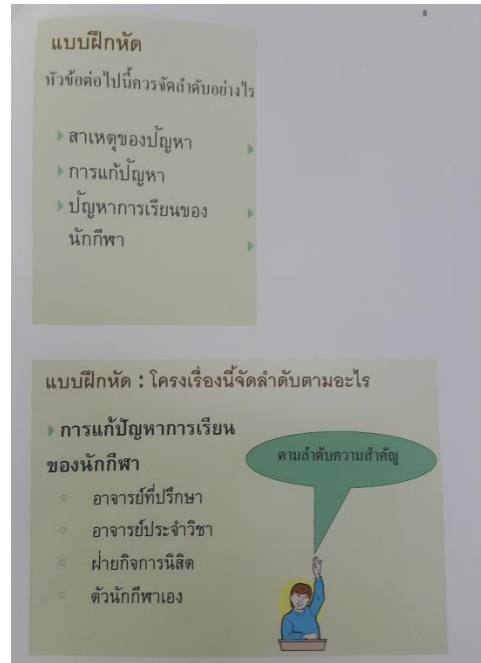 8
แบบฝึกหัด
หัวข้อต่อไปนี้ควรจัดลำดับอย่างไร
สาเหตุของปัญหา
การแก้ปัญหา
ปัญหาการเรียนของ
นักกีฬา
แบบฝึกหัด : โครงเรื่องนี้จัดลำดับตามอะไร
การแก้ปัญหาการเรียน
ของนักกีฬา
อาจารย์ที่ปรึกษา
อาจารย์ประจำวิชา
ฝ่ายกิจการนิสิต
ตัวนักกีฬาเอง
ตามลำดับความสำคัญ